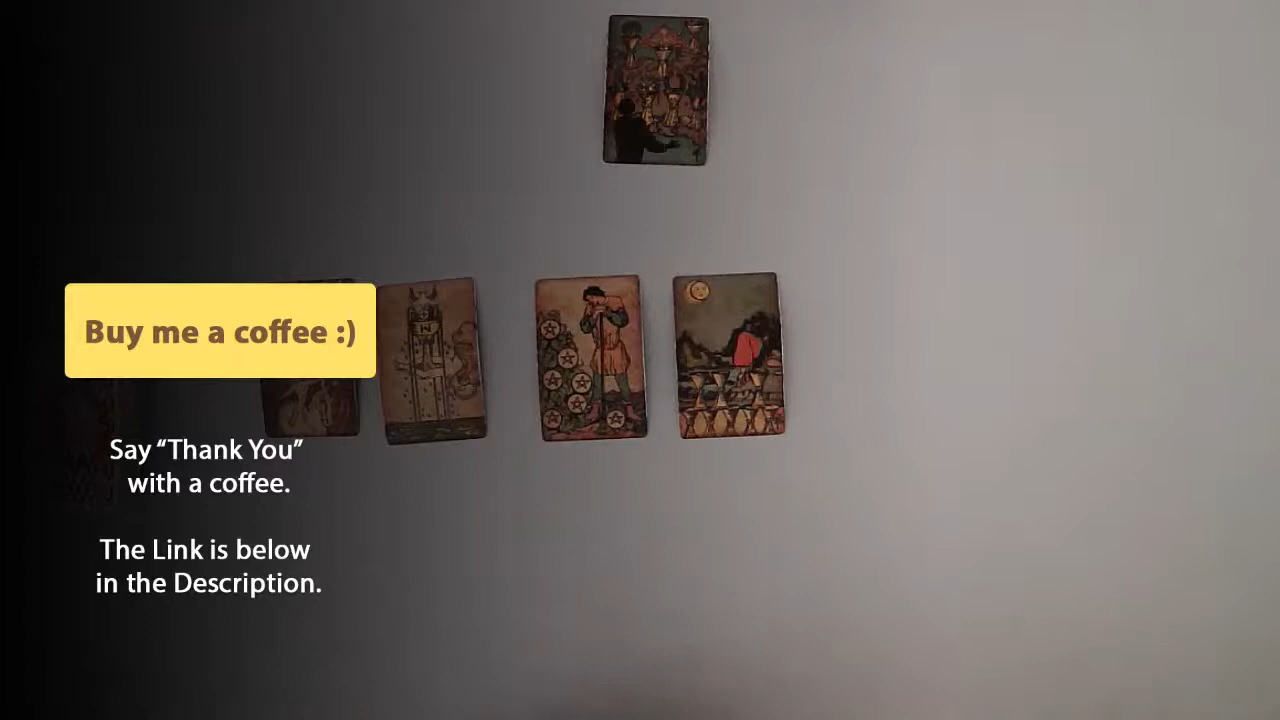 Buy me a coffee :)
Say “Thank You”
with a coffee.
The Link is below
in the Description.